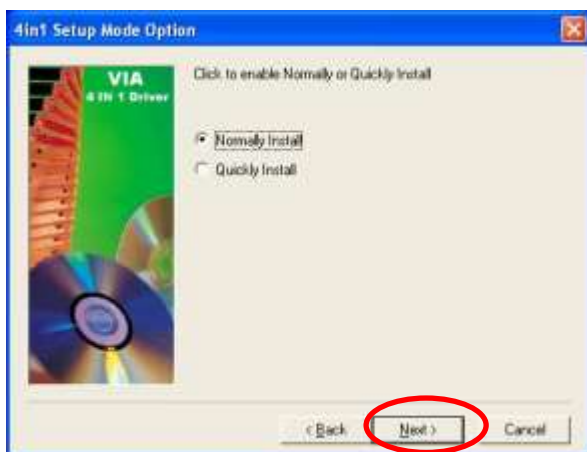 4in1 Setup Mode Option
VIA
4 IN 1 Driver
Click to enable Normally or Quickly Install
Normally Install
Quickly Install
< Back
Next >
Cancel